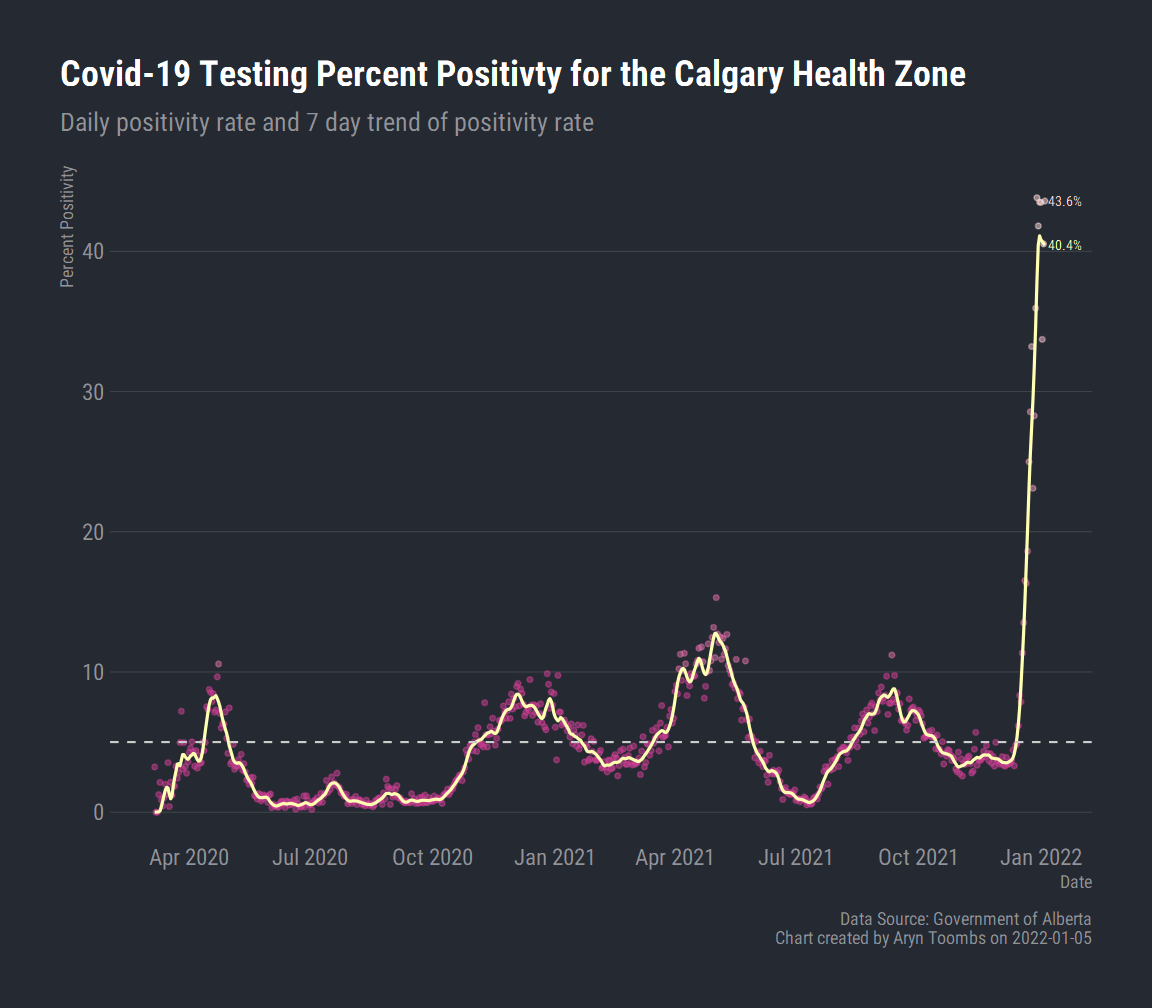 Covid-19 Testing Percent Positivty for the Calgary Health Zone
Daily positivity rate and 7 day trend of positivity rate
Percent Positivity
43.6%
40.4%
40
30
20
10
0
Apr 2020 Jul 2020 Oct 2020 Jan 2021 Apr 2021 Jul 2021 Oct 2021 Jan 2022
Date
Data Source: Government of Alberta
Chart created by Aryn Toombs on 2022-01-05